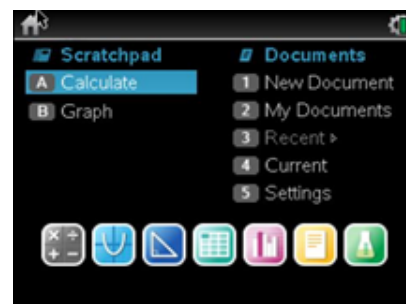 Scratchpad
A Calculate
B Graph
Documents
1 New Document
2 My Documents
3 Recent ▸
4 Current
5 Settings